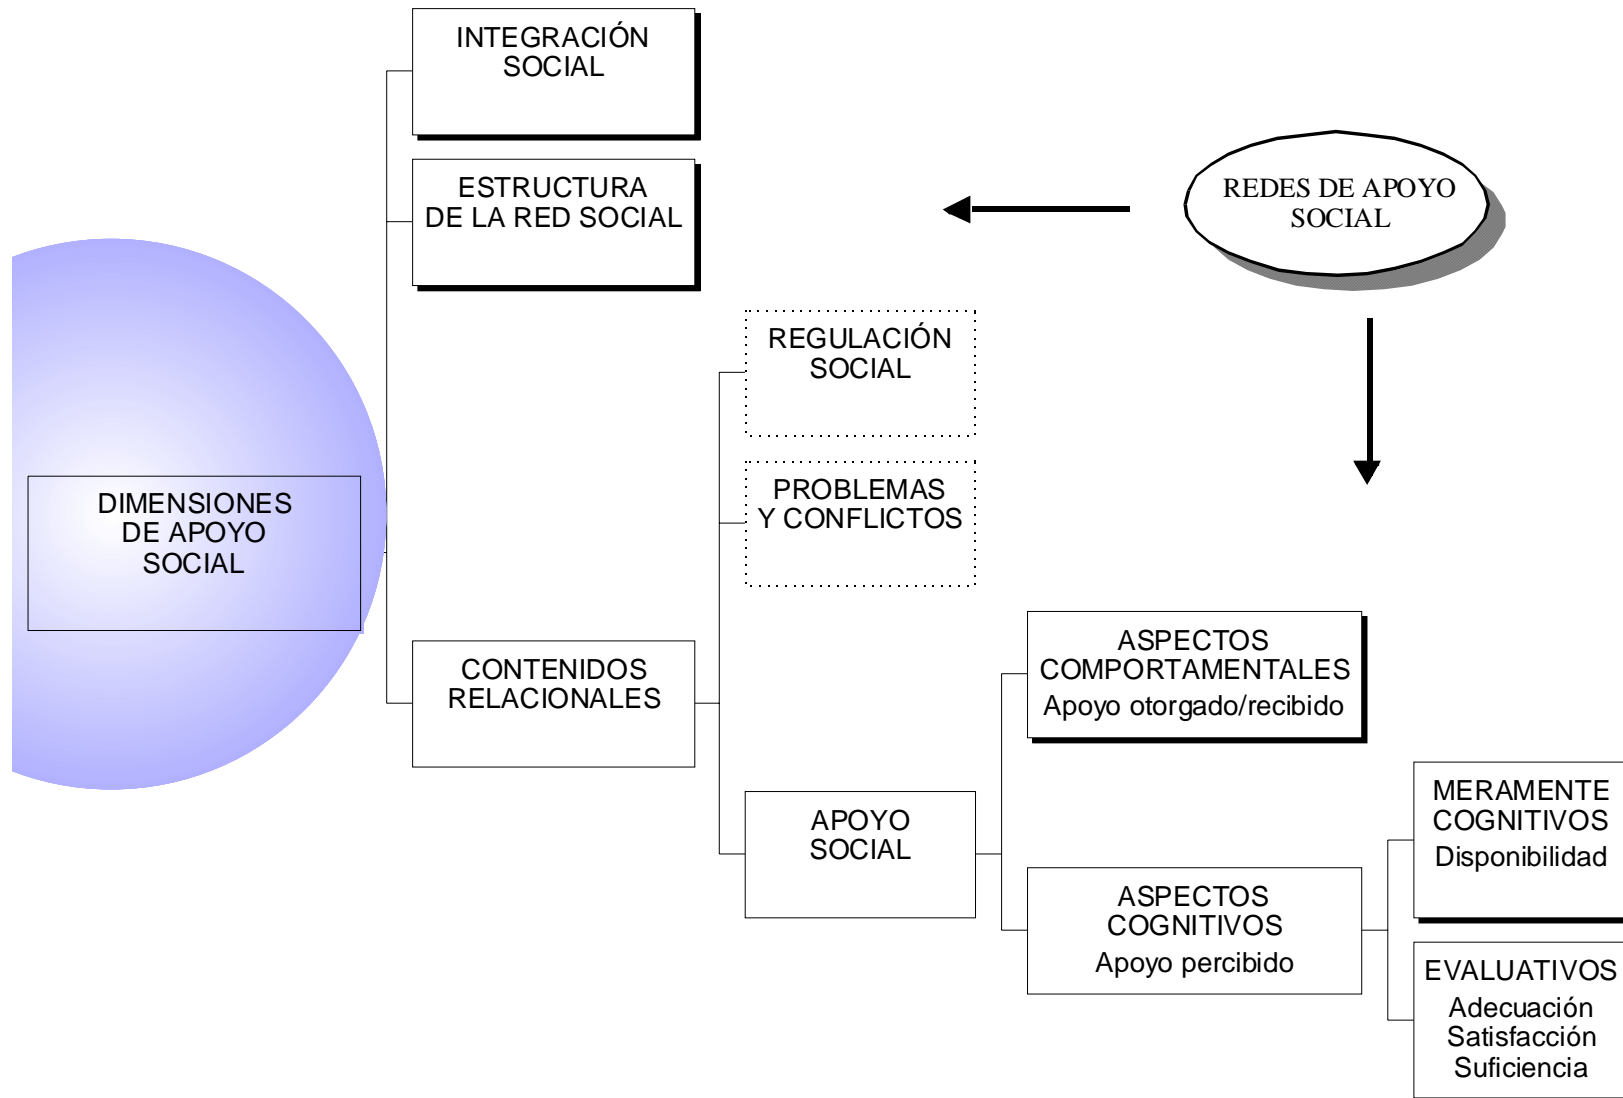 INTEGRACIÓN
SOCIAL
ESTRUCTURA
DE LA RED SOCIAL
REDES DE APOYO
SOCIAL
REGULACIÓN
SOCIAL
PROBLEMAS
Y CONFLICTOS
DIMENSIONES
DE APOYO
SOCIAL
CONTENIDOS
RELACIONALES
ASPECTOS
COMPORTAMENTALES
Apoyo otorgado/recibido
APOYO
SOCIAL
ASPECTOS
COGNITIVOS
Apoyo percibido
MERAMENTE
COGNITIVOS
Disponibilidad
EVALUATIVOS
Adecuación
Satisfacción
Suficiencia